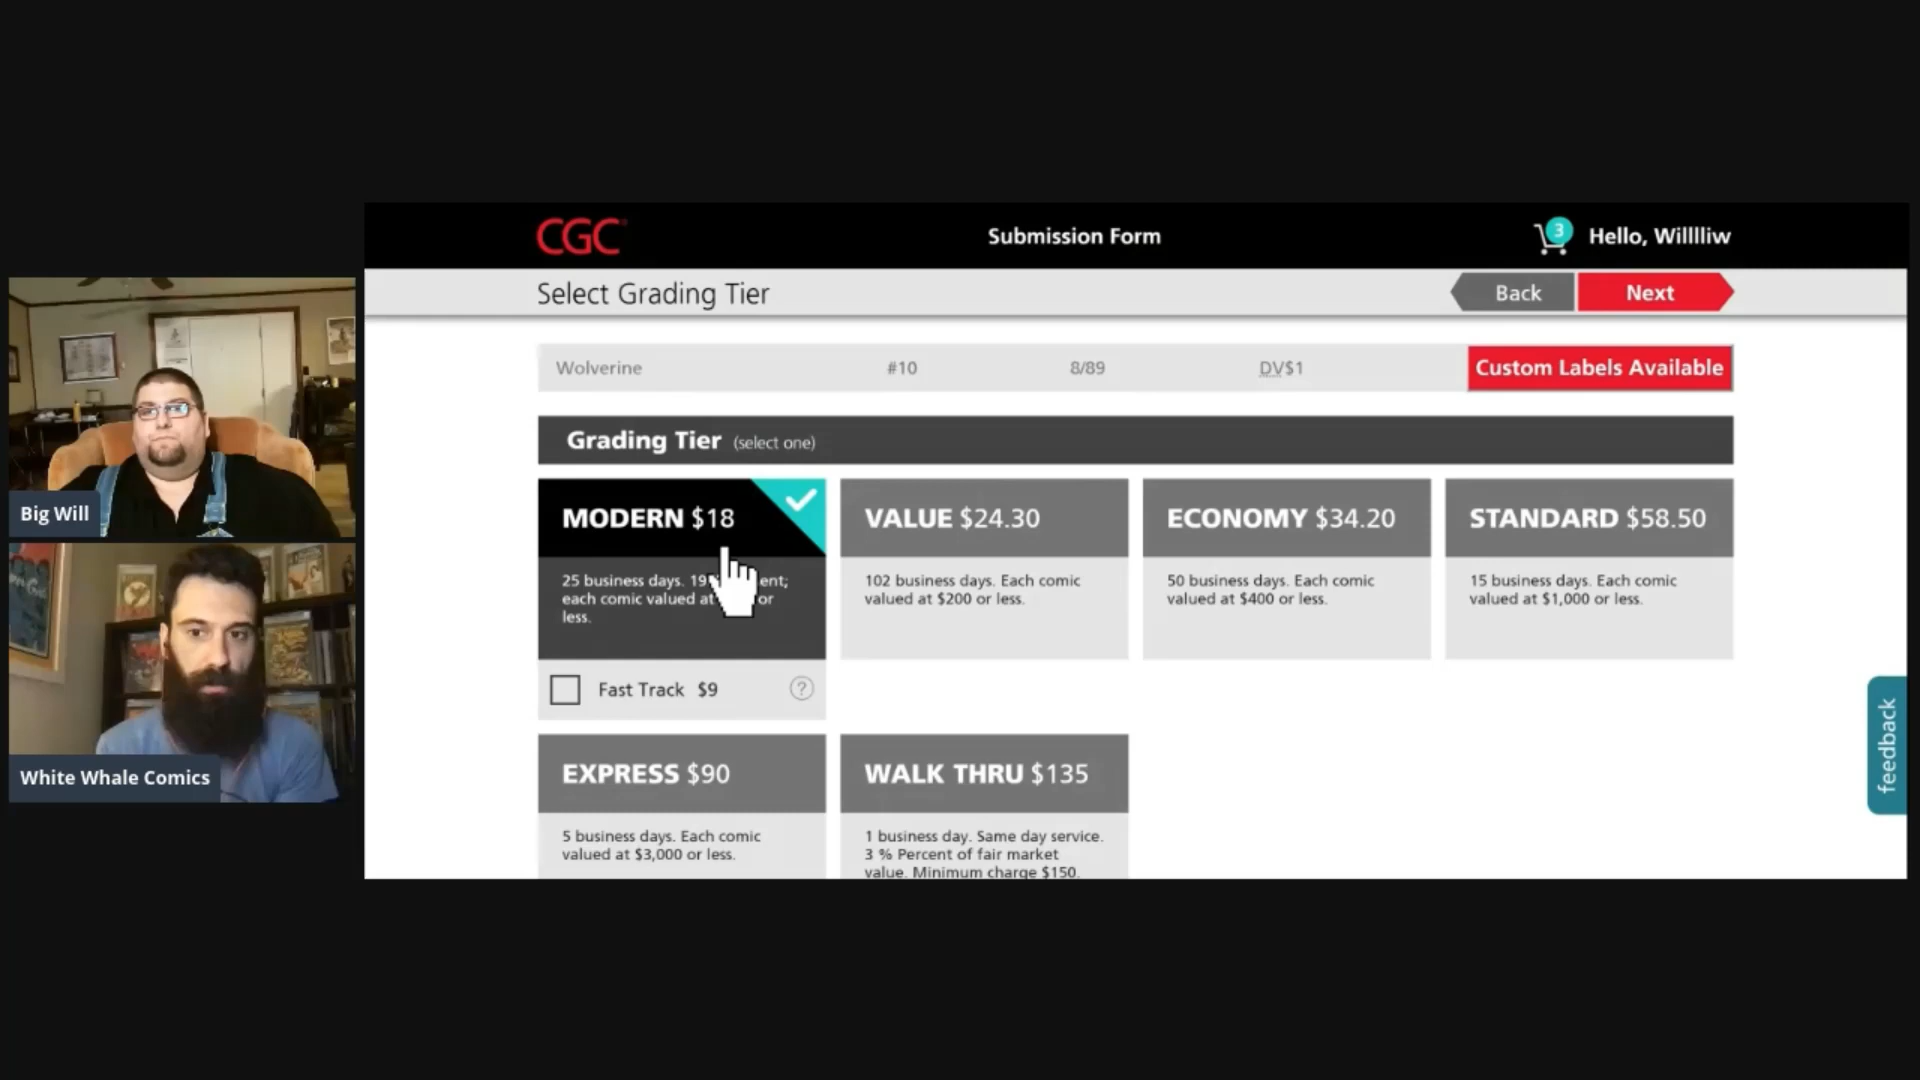 CGC
Submission Form
3
Hello, Willlliw
Select Grading Tier
Back
Next
Wolverine
#10
8/89
DV$1
Custom Labels Available
Grading Tier (select one)
MODERN $18
25 business days. 19 ent;
each comic valued at or
less.
Fast Track $9
?
VALUE $24.30
102 business days. Each comic
valued at $200 or less.
ECONOMY $34.20
50 business days. Each comic
valued at $400 or less.
STANDARD $58.50
15 business days. Each comic
valued at $1,000 or less.
EXPRESS $90
5 business days. Each comic
valued at $3,000 or less.
WALK THRU $135
1 business day. Same day service.
3 % Percent of fair market
value. Minimum charge $150.
feedback
Big Will
White Whale Comics